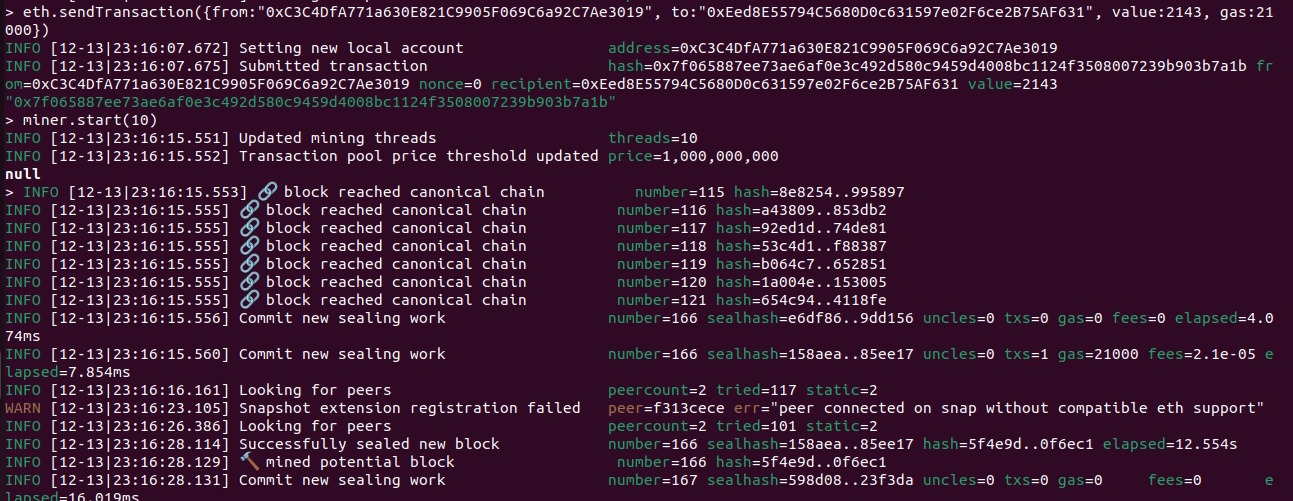 > eth.sendTransaction({from:"0xC3C4DfA771a630E821C9905F069C6a92C7Ae3019", to:"0xEed8E55794C5680D0c631597e02F6ce2B75AF631", value:2143, gas:21
000})
INFO [12-13|23:16:07.672] Setting new local account address=0xC3C4DfA771a630E821C9905F069C6a92C7Ae3019
INFO [12-13|23:16:07.675] Submitted transaction hash=0x7f065887ee73ae6af0e3c492d580c9459d4008bc1124f3508007239b903b7a1b fr
om=0xC3C4DfA771a630E821C9905F069C6a92C7Ae3019 nonce=0 recipient=0xEed8E55794C5680D0c631597e02F6ce2B75AF631 value=2143
"0x7f065887ee73ae6af0e3c492d580c9459d4008bc1124f3508007239b903b7a1b"
> miner.start(10)
INFO [12-13|23:16:15.551] Updated mining threads threads=10
INFO [12-13|23:16:15.552] Transaction pool price threshold updated price=1,000,000,000
null
> INFO [12-13|23:16:15.553] 🔗 block reached canonical chain number=115 hash=8e8254..995897
INFO [12-13|23:16:15.555] 🔗 block reached canonical chain number=116 hash=a43809..853db2
INFO [12-13|23:16:15.555] 🔗 block reached canonical chain number=117 hash=92ed1d..74de81
INFO [12-13|23:16:15.555] 🔗 block reached canonical chain number=118 hash=53c4d1..f88387
INFO [12-13|23:16:15.555] 🔗 block reached canonical chain number=119 hash=b064c7..652851
INFO [12-13|23:16:15.555] 🔗 block reached canonical chain number=120 hash=1a004e..153005
INFO [12-13|23:16:15.555] 🔗 block reached canonical chain number=121 hash=654c94..4118fe
INFO [12-13|23:16:15.556] Commit new sealing work number=166 sealhash=e6df86..9dd156 uncles=0 txs=0 gas=0 fees=0 elapsed=4.0
74ms
INFO [12-13|23:16:15.560] Commit new sealing work number=166 sealhash=158aea..85ee17 uncles=0 txs=1 gas=21000 fees=2.1e-05 e
lapsed=7.854ms
INFO [12-13|23:16:16.161] Looking for peers peercount=2 tried=117 static=2
WARN [12-13|23:16:23.105] Snapshot extension registration failed peer=f313cece err="peer connected on snap without compatible eth support"
INFO [12-13|23:16:26.386] Looking for peers peercount=2 tried=101 static=2
INFO [12-13|23:16:28.114] Successfully sealed new block number=166 sealhash=158aea..85ee17 hash=5f4e9d..0f6ec1 elapsed=12.554s
INFO [12-13|23:16:28.129] 🔨 mined potential block number=166 hash=5f4e9d..0f6ec1
INFO [12-13|23:16:28.131] Commit new sealing work number=167 sealhash=598d08..23f3da uncles=0 txs=0 gas=0 fees=0 e
lapsed=16.019ms